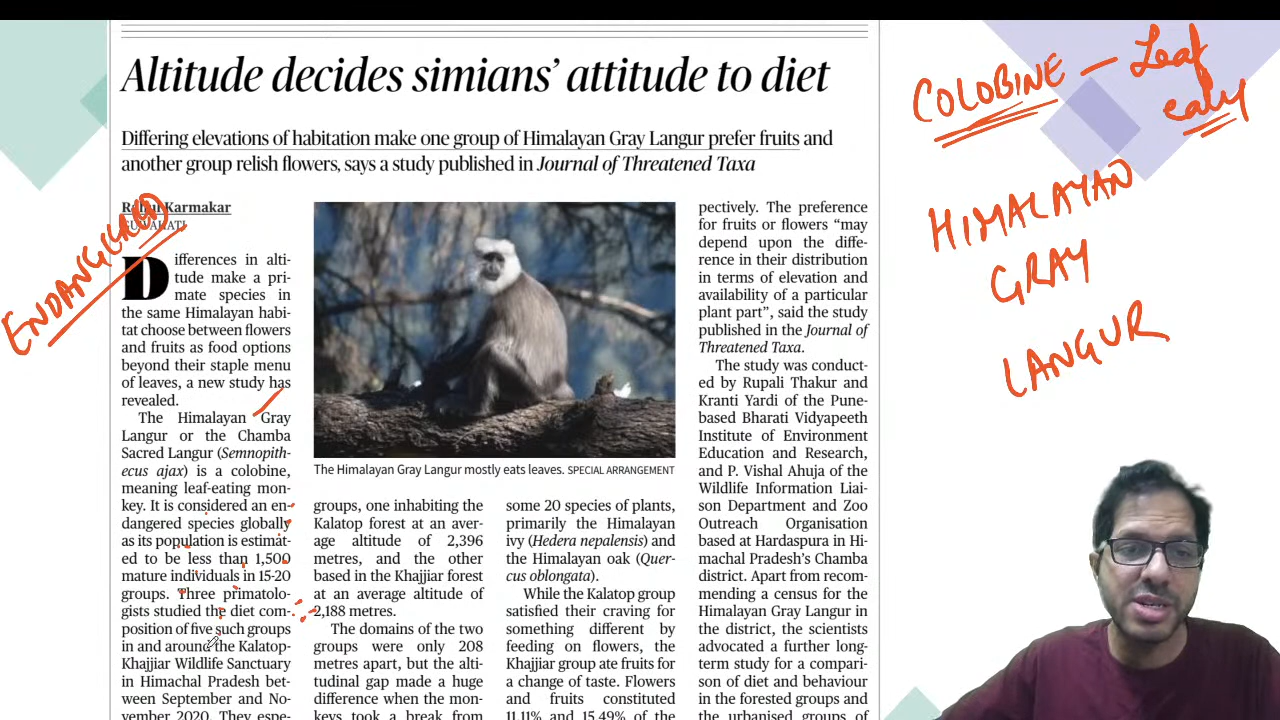 Altitude decides simians’ attitude to diet
Differing elevations of habitation make one group of Himalayan Gray Langur prefer fruits and
another group relish flowers, says a study published in Journal of Threatened Taxa
Karmakar
Differences in alti-
tude make a pri-
mate species in
the same Himalayan habi-
tat choose between flowers
and fruits as food options
beyond their staple menu
of leaves, a new study has
revealed.
The Himalayan Gray
Langur or the Chamba
Sacred Langur (Semnopith-
ecus ajax) is a colobine,
meaning leaf-eating mon-
key. It is considered an en-
dangered species globally
as its population is estimat-
ed to be less than 1,500
mature individuals in 15-20
groups. Three primatolo-
gists studied the diet com-
position of five such groups
in and around the Kalatop-
Khajjiar Wildlife Sanctuary
in Himachal Pradesh bet-
ween September and No-
vember 2020. They espe-
The Himalayan Gray Langur mostly eats leaves. SPECIAL ARRANGEMENT
groups, one inhabiting the
Kalatop forest at an aver-
age altitude of 2,396
metres, and the other
based in the Khajjiar forest
at an average altitude of
2,188 metres.
The domains of the two
groups were only 208
metres apart, but the alti-
tudinal gap made a huge
difference when the mon-
keys took a break from
some 20 species of plants,
primarily the Himalayan
ivy (Hedera nepalensis) and
the Himalayan oak (Quer-
cus oblongata).
While the Kalatop group
satisfied their craving for
something different by
feeding on flowers, the
Khajjiar group ate fruits for
a change of taste. Flowers
and fruits constituted
11.11% and 15.49% of the
pectively. The preference
for fruits or flowers “may
depend upon the diffe-
rence in their distribution
in terms of elevation and
availability of a particular
plant part”, said the study
published in the Journal of
Threatened Taxa.
The study was conduct-
ed by Rupali Thakur and
Kranti Yardi of the Pune-
based Bharati Vidyapeeth
Institute of Environment
Education and Research,
and P. Vishal Ahuja of the
Wildlife Information Liai-
son Department and Zoo
Outreach Organisation
based at Hardaspura in Hi-
machal Pradesh’s Chamba
district. Apart from recom-
mending a census for the
Himalayan Gray Langur in
the district, the scientists
advocated a further long-
term study for a compari-
son of diet and behaviour
in the forested groups and
the urbanised groups of
ENDANGERED
COLOBINE — Leaf
HIMALAYAN
GRAY
LANGUR